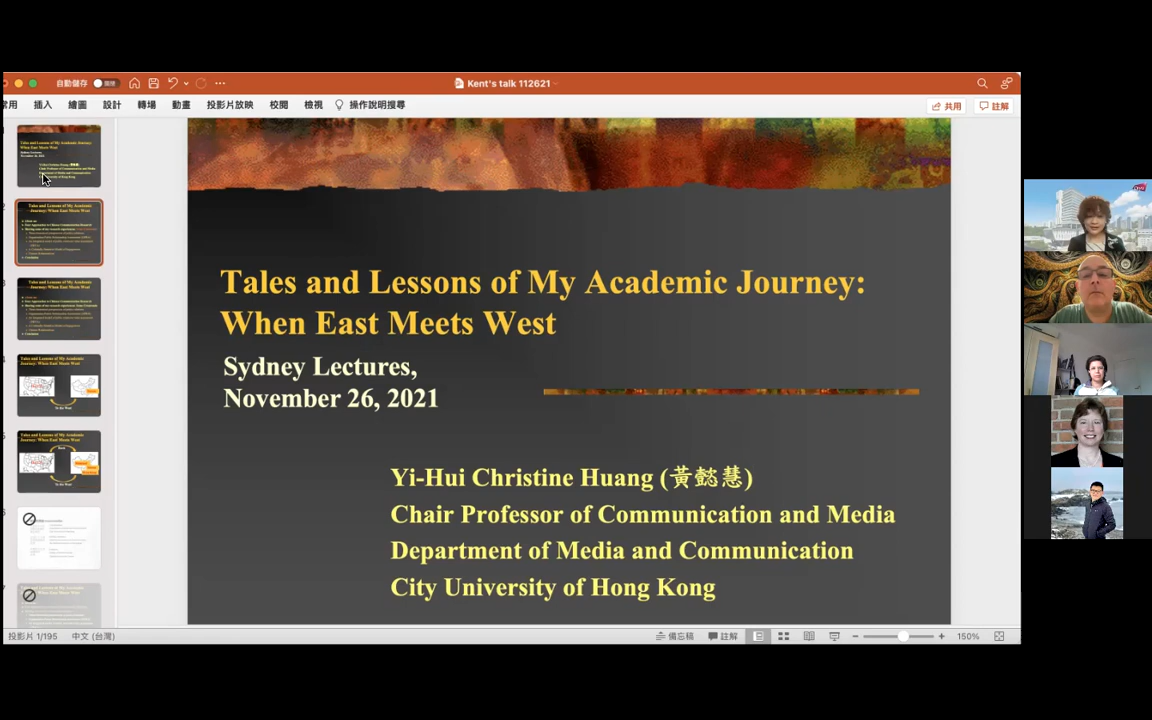 自動儲存
Kent's talk 112621
常用 插入 繪圖 設計 轉場 動畫 投影片放映 校閱 檢視 操作說明搜尋 共用 註解
Tales and Lessons of My Academic Journey:
When East Meets West
Sydney Lectures,
November 26, 2021
Yi-Hui Christine Huang (黃懿慧)
Chair Professor of Communication and Media
Department of Media and Communication
City University of Hong Kong
2
3
5
投影片 1/195 中文 (台灣) 備忘稿 註解 150%